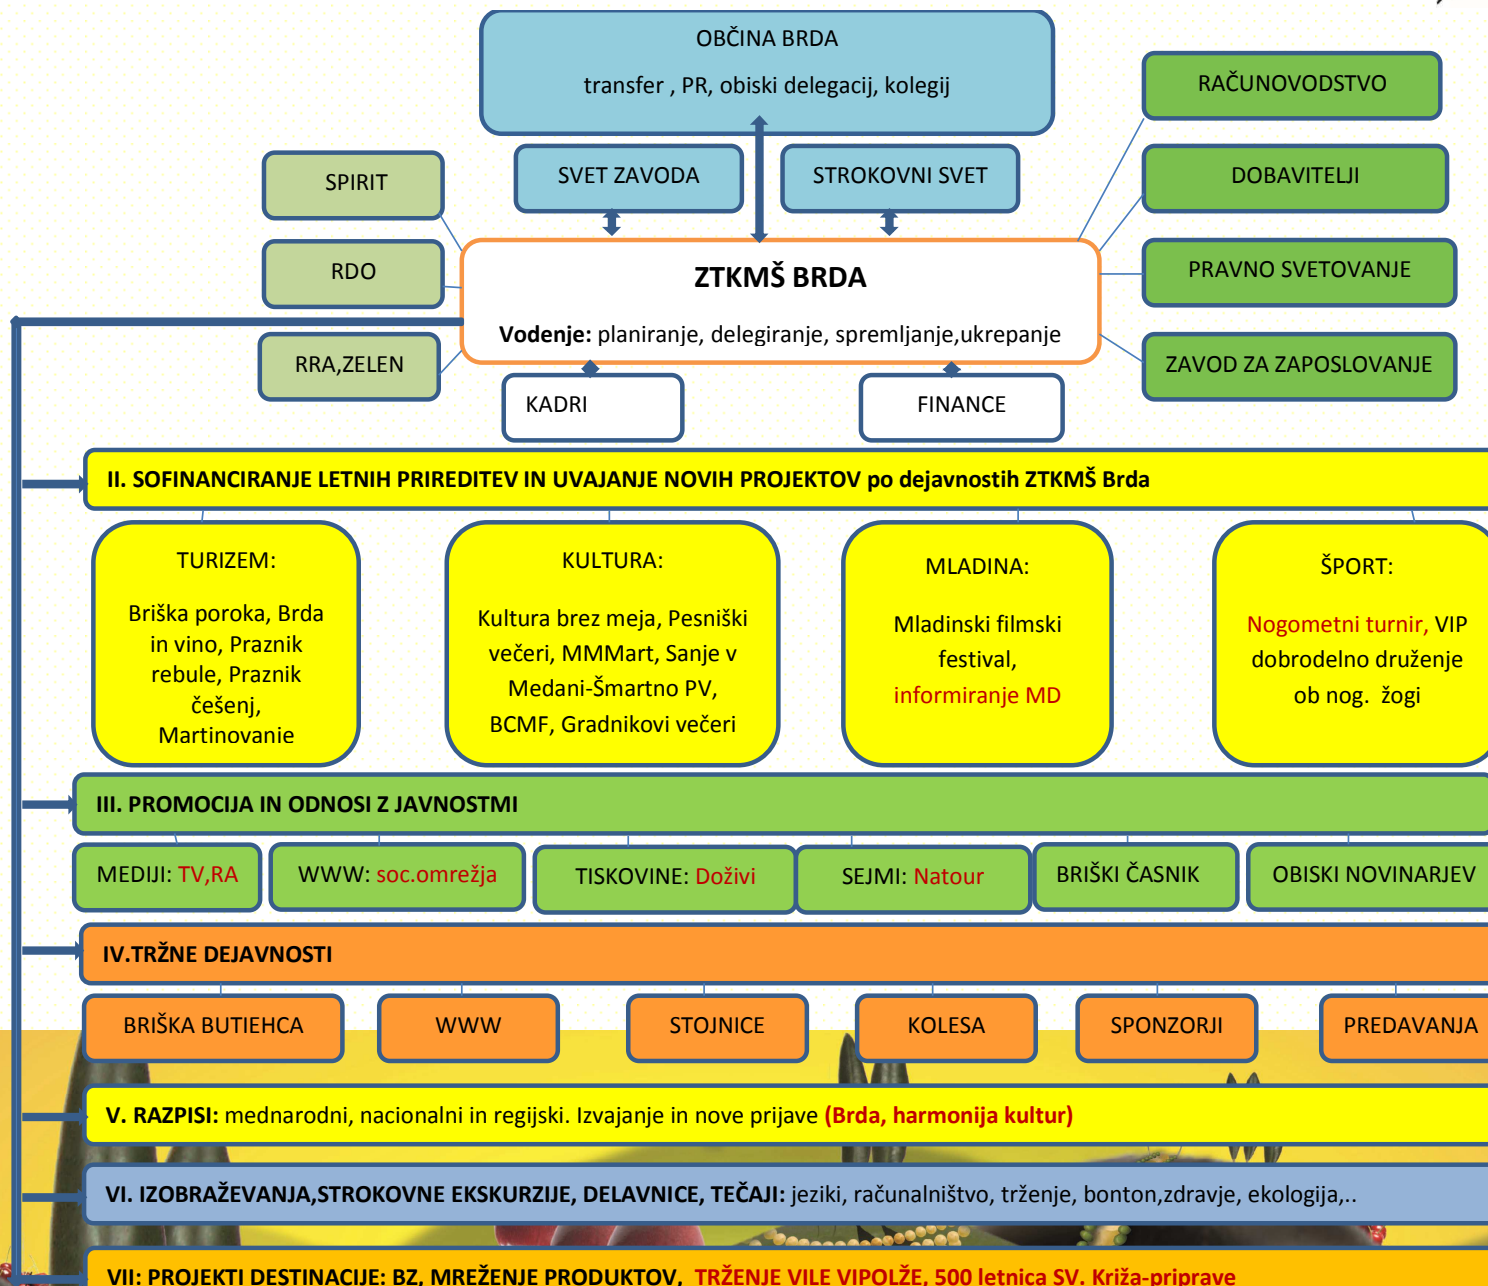 OBČINA BRDA
transfer , PR, obiski delegacij, kolegij
RAČUNOVODSTVO
SPIRIT
SVET ZAVODA
STROKOVNI SVET
DOBAVITELJI
RDO
ZTKMŠ BRDA
PRAVNO SVETOVANJE
Vodenje: planiranje, delegiranje, spremljanje,ukrepanje
RRA,ZELEN
ZAVOD ZA ZAPOSLOVANJE
KADRI
FINANCE
II. SOFINANCIRANJE LETNIH PRIREDITEV IN UVAJANJE NOVIH PROJEKTOV po dejavnostih ZTKMŠ Brda
TURIZEM:
Briška poroka, Brda
in vino, Praznik
rebule, Praznik
češenj,
Martinovanie
KULTURA:
Kultura brez meja, Pesniški
večeri, MMMart, Sanje v
Medani-Šmartno PV,
BCMF, Gradnikovi večeri
MLADINA:
Mladinski filmski
festival,
informiranje MD
ŠPORT:
Nogometni turnir, VIP
dobrodelno druženje
ob nog. žogi
III. PROMOCIJA IN ODNOSI Z JAVNOSTMI
MEDIJI: TV,RA
WWW: soc.omrežja
TISKOVINE: Doživi
SEJMI: Natour
BRIŠKI ČASNIK
OBISKI NOVINARJEV
IV.TRŽNE DEJAVNOSTI
BRIŠKA BUTIEHCA
WWW
STOJNICE
KOLESA
SPONZORJI
PREDAVANJA
V. RAZPISI: mednarodni, nacionalni in regijski. Izvajanje in nove prijave (Brda, harmonija kultur)
VI. IZOBRAŽEVANJA,STROKOVNE EKSKURZIJE, DELAVNICE, TEČAJI: jeziki, računalništvo, trženje, bonton,zdravje, ekologija,..
VII: PROJEKTI DESTINACIJE: BZ, MREŽENJE PRODUKTOV, TRŽENJE VILE VIPOLŽE, 500 letnica SV. Križa-priprave